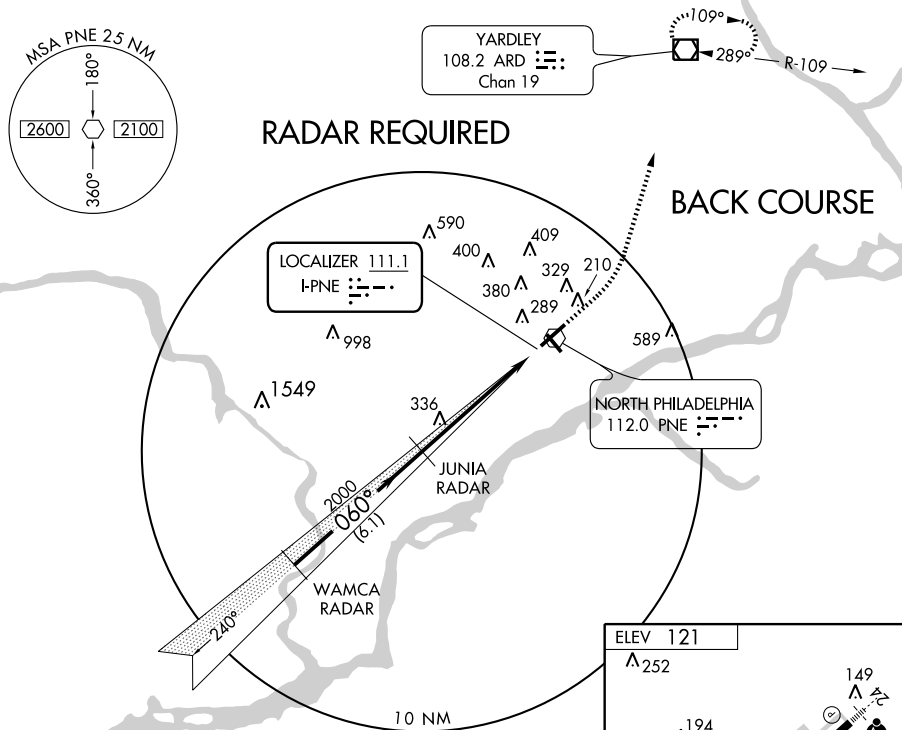 MSA PNE 25 NM
180°
2600
2100
360°
YARDLEY
108.2 ARD
Chan 19
109°
289°
R-109
RADAR REQUIRED
BACK COURSE
590
400
409
380
329
210
289
589
LOCALIZER 111.1
I-PNE
998
1549
336
NORTH PHILADELPHIA
112.0 PNE
JUNIA
RADAR
2000
060°
(6.1)
WAMCA
RADAR
240°
10 NM
ELEV 121
252
149
24
P
194